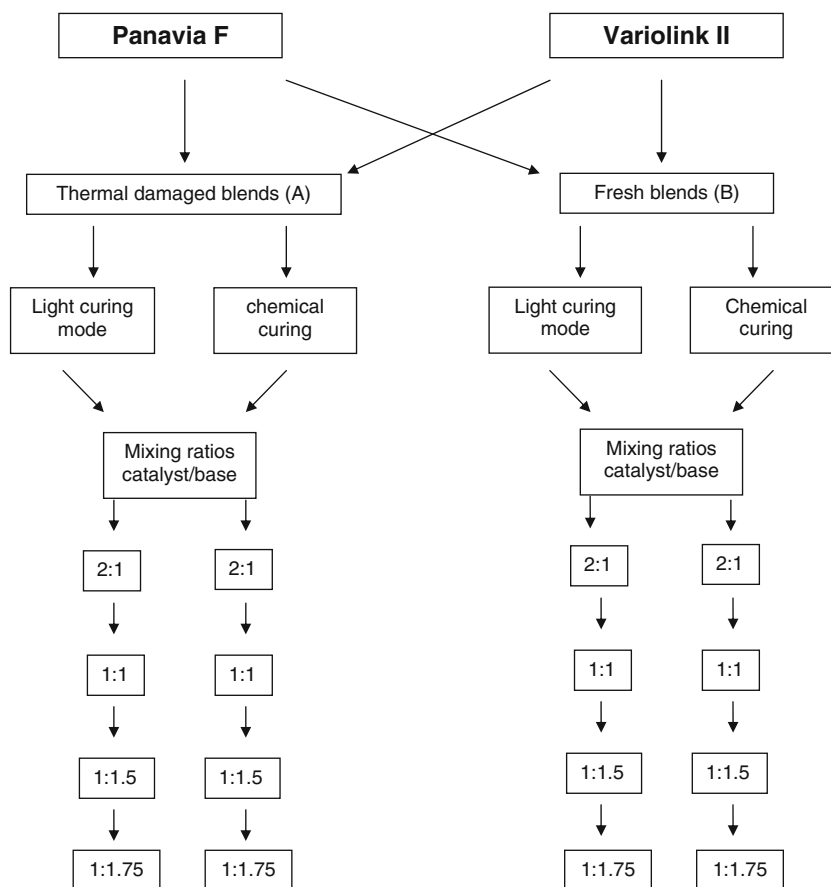 Panavia F
Variolink II
Thermal damaged blends (A)
Fresh blends (B)
Light curing
mode
chemical
curing
Light curing
mode
Chemical
curing
Mixing ratios
catalyst/base
Mixing ratios
catalyst/base
2:1
2:1
2:1
2:1
1:1
1:1
1:1
1:1
1:1.5
1:1.5
1:1.5
1:1.5
1:1.75
1:1.75
1:1.75
1:1.75